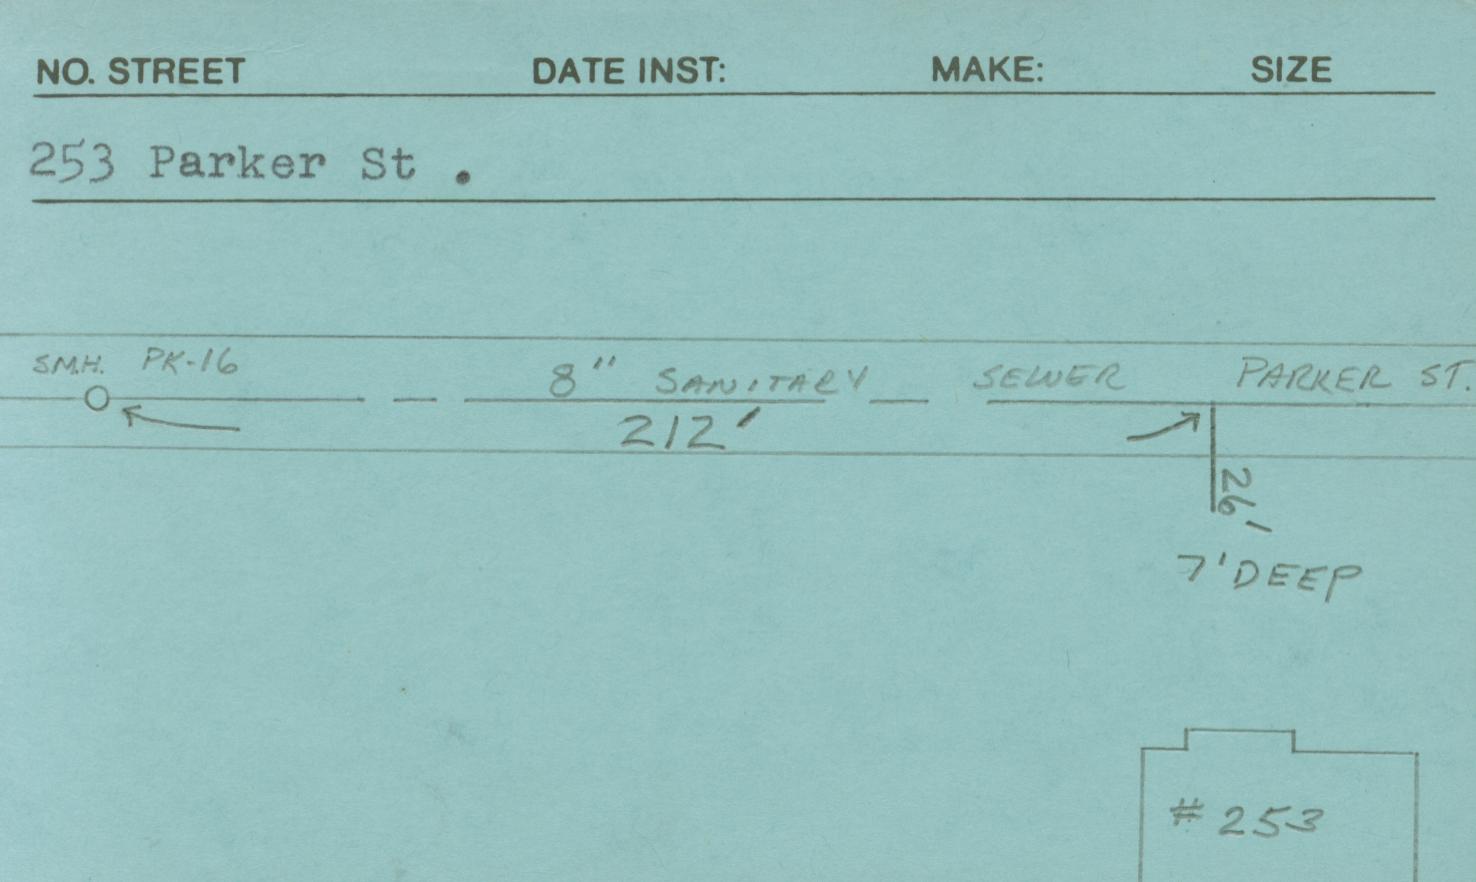 NO. STREET DATE INST: MAKE: SIZE
253 Parker St .
S.M.H. PK-16 8" SANITARY SEWER PARKER ST.
212'
26'
7' DEEP
# 253